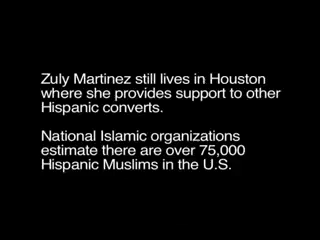 Zuly Martinez still lives in Houston
where she provides support to other
Hispanic converts.
National Islamic organizations
estimate there are over 75,000
Hispanic Muslims in the U.S.